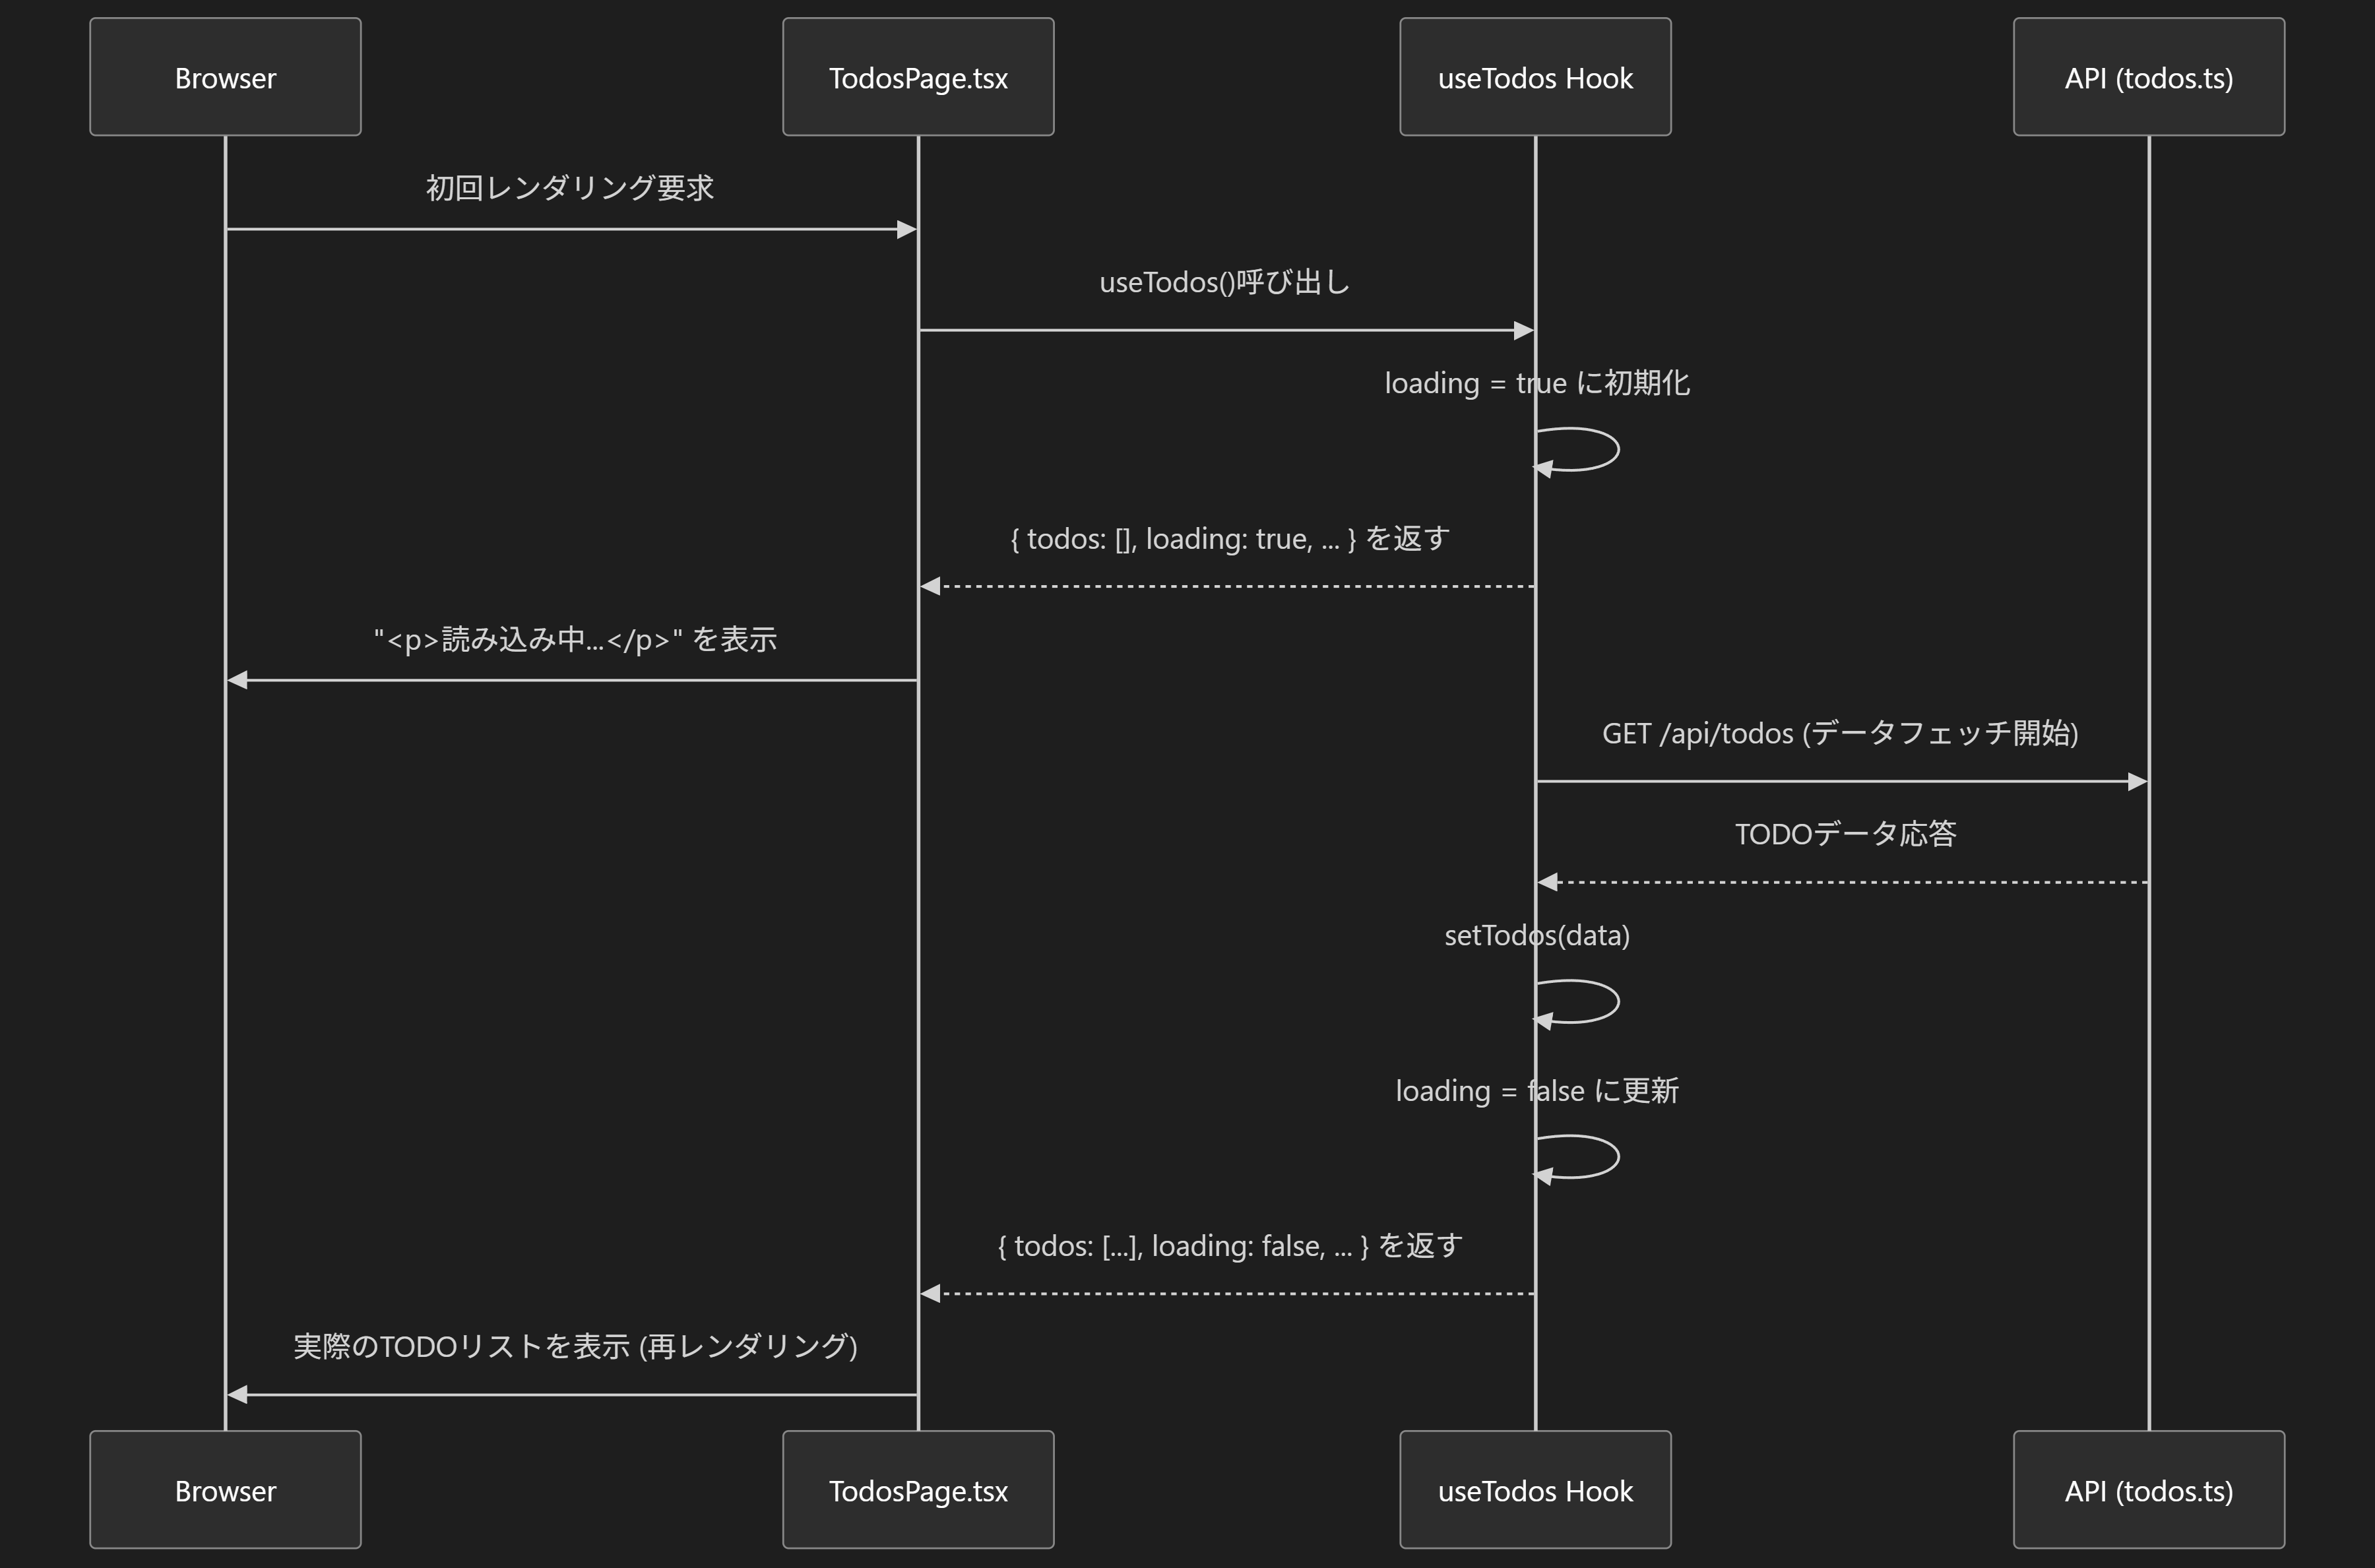 Browser
TodosPage.tsx
useTodos Hook
API (todos.ts)
初回レンダリング要求
useTodos()呼び出し
loading = true に初期化
{ todos: [], loading: true, ... } を返す
"<p>読み込み中...</p>" を表示
GET /api/todos (データフェッチ開始)
TODOデータ応答
setTodos(data)
loading = false に更新
{ todos: [...], loading: false, ... } を返す
実際のTODOリストを表示 (再レンダリング)
Browser
TodosPage.tsx
useTodos Hook
API (todos.ts)